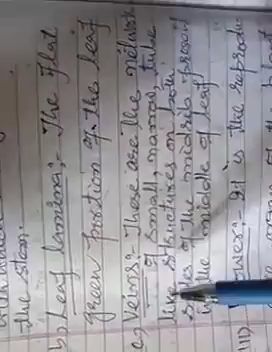 the stem.
b) Leaf lamina:- The flat
green portion of the leaf
c) Veins:- These are the network
of small, narrow, tube
like structures on both
sides of the midrib present
in the middle of leaf
(iii) ower:- It is the reprodu